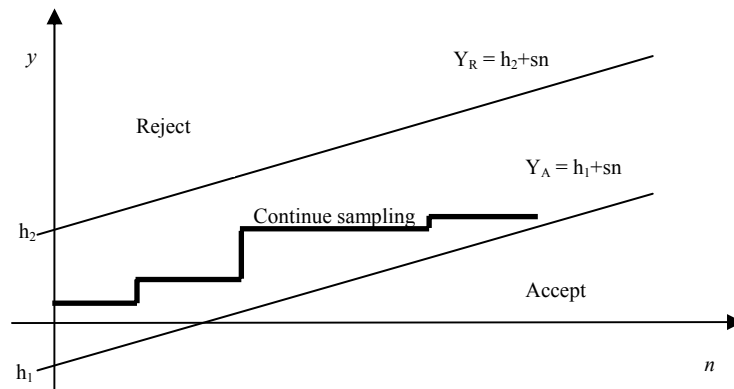 y
Y_R = h_2+sn
Reject
Y_A = h_1+sn
Continue sampling
h_2
Accept
n
h_1